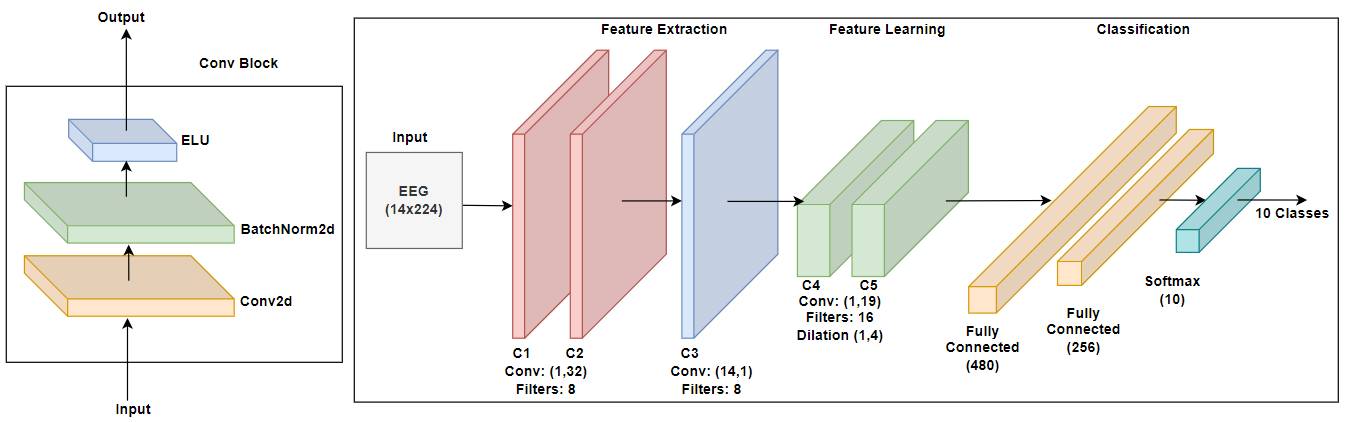 Output
Conv Block
ELU
BatchNorm2d
Conv2d
Input
Feature Extraction
Feature Learning
Classification
Input
EEG
(14x224)
C1
C2
Conv: (1,32)
Filters: 8
C3
Conv: (14,1)
Filters: 8
C4
C5
Conv: (1,19)
Filters: 16
Dilation (1,4)
Fully
Connected
(480)
Fully
Connected
(256)
Softmax
(10)
10 Classes